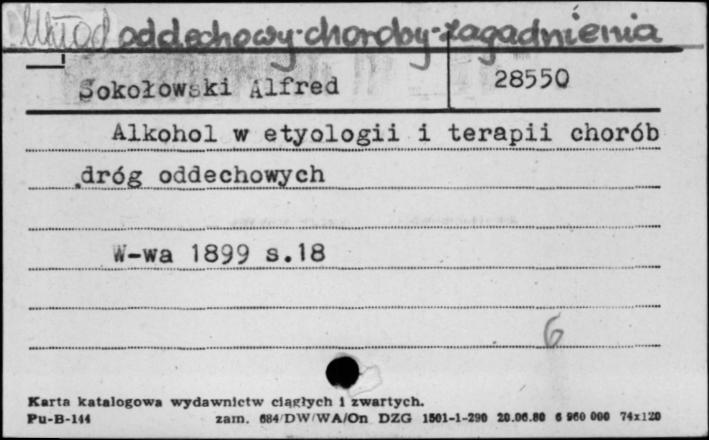 Układ oddechowy-choroby-zagadnienia
Sokołowski Alfred 28550
Alkohol w etyologii i terapii chorób
dróg oddechowych
W-wa 1899 s.18
6
Karta katalogowa wydawnictw ciągłych i zwartych.
Pu-B-144 zam. 684/DW/WA/On DZG 1501-1-290 20.06.80 6 960 000 74x120